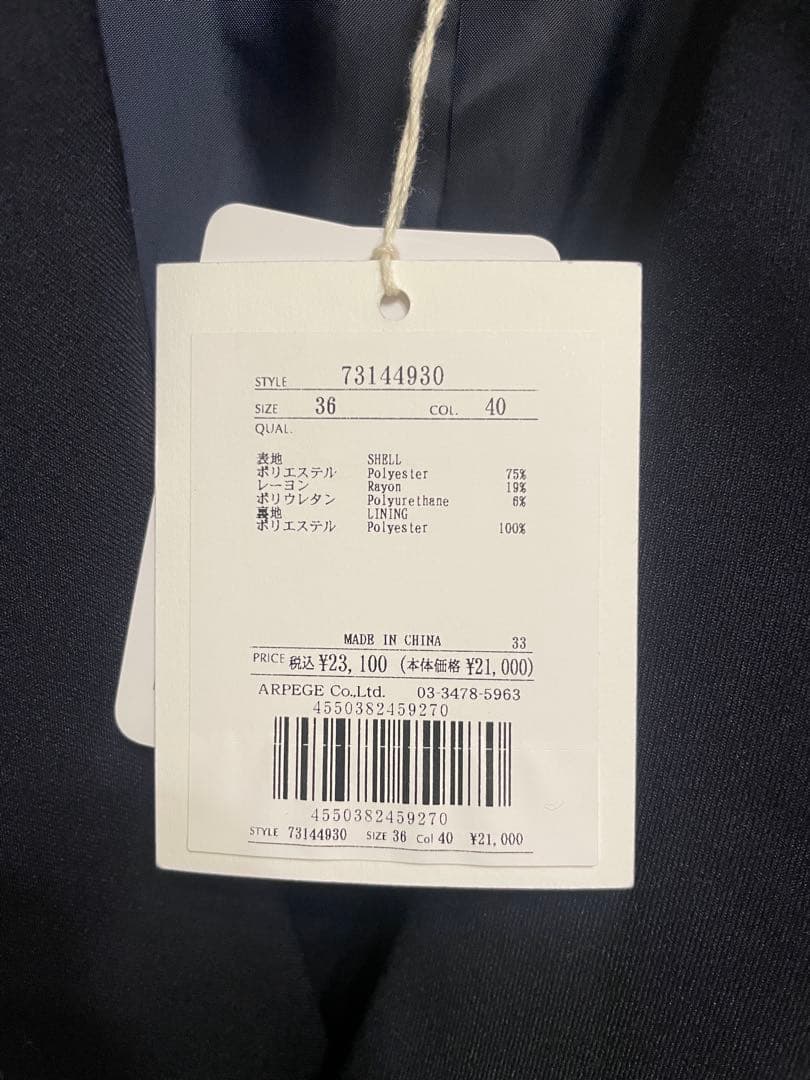 STYLE 73144930
SIZE 36 COL. 40
QUAL.
表地 SHELL
ポリエステル Polyester 75%
レーヨン Rayon 19%
ポリウレタン Polyurethane 6%
裏地 LINING
ポリエステル Polyester 100%
MADE IN CHINA 33
PRICE 税込 ¥23,100 (本体価格 ¥21,000)
ARPEGE Co.,Ltd. 03-3478-5963
4550382459270
4550382459270
STYLE 73144930 SIZE 36 Col 40 ¥21,000